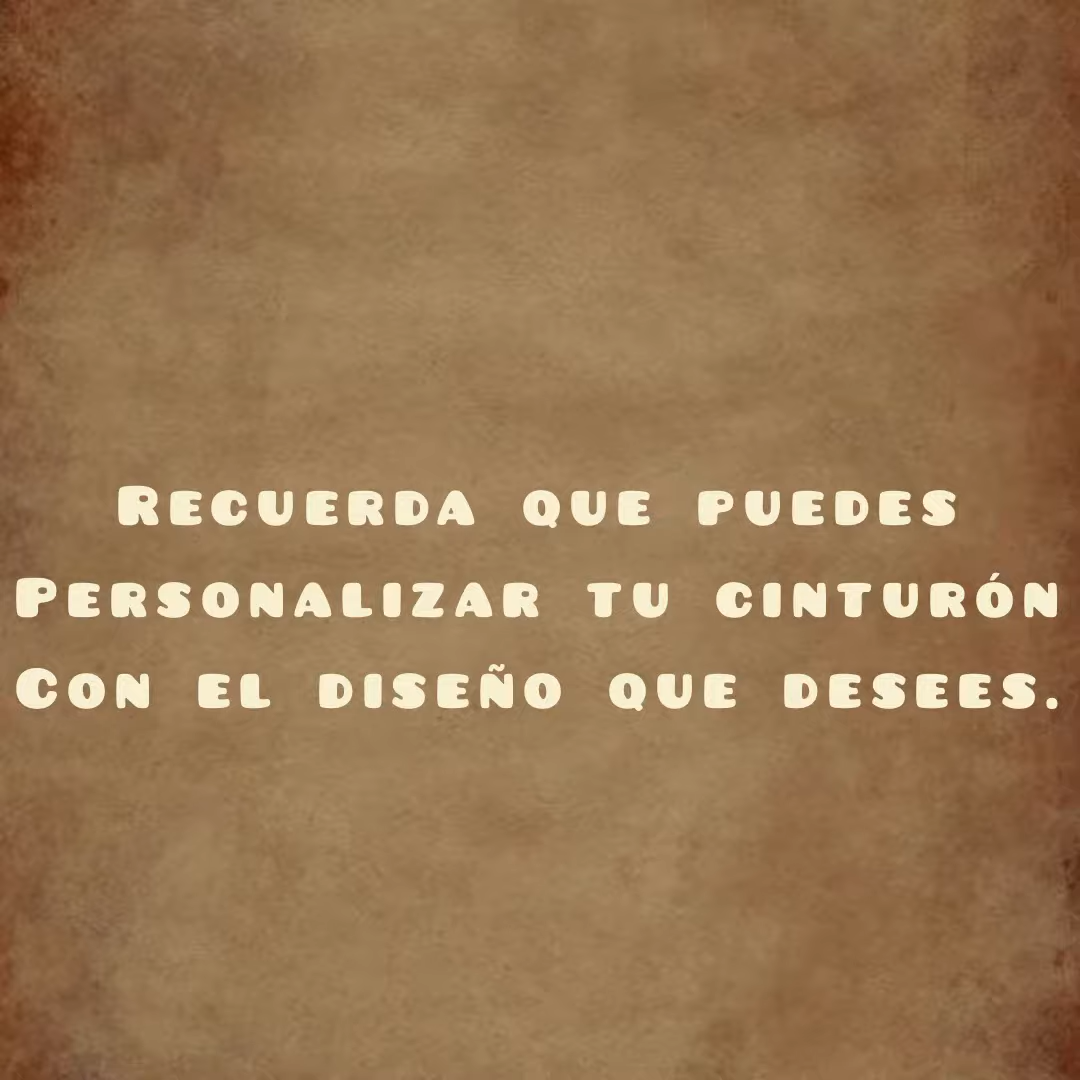 Recuerda que puedes
Personalizar tu cinturón
Con el diseño que desees.